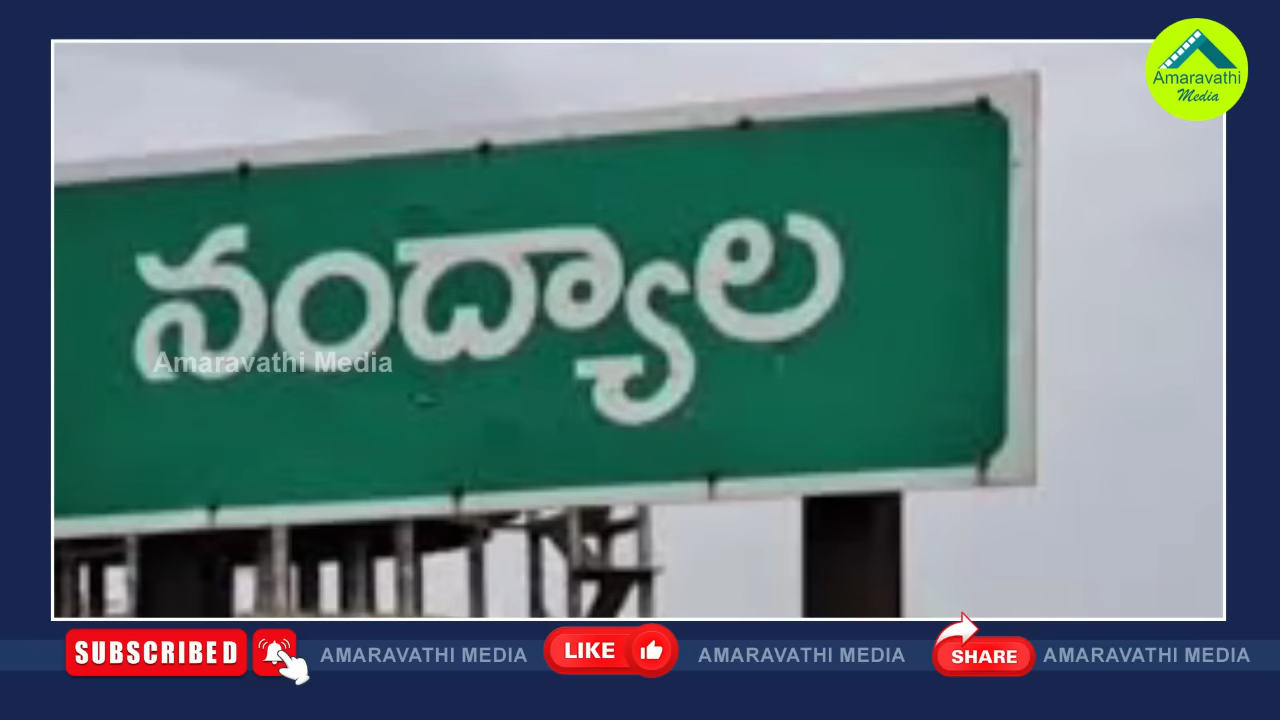 Amaravathi
Media
నంద్యాల
Amaravathi Media
SUBSCRIBED AMARAVATHI MEDIA LIKE AMARAVATHI MEDIA SHARE AMARAVATHI MEDIA